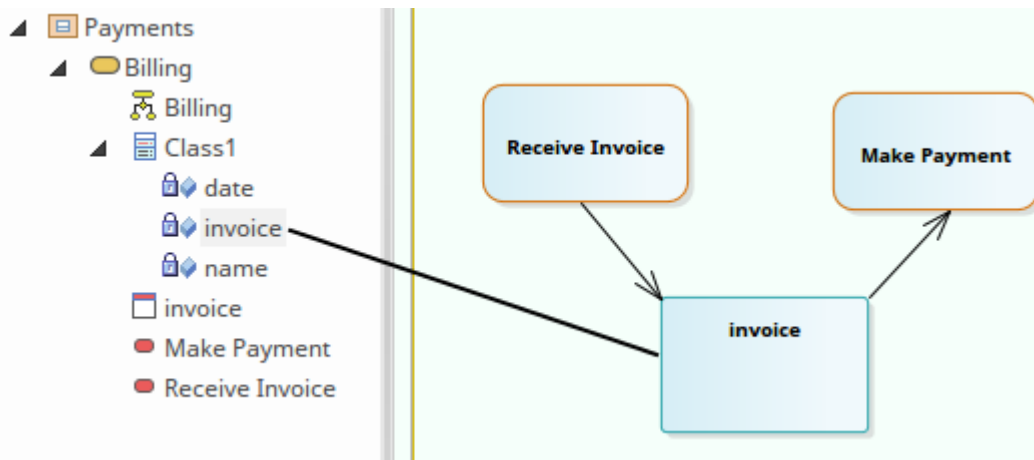 Payments
Billing
Billing
Class1
date
invoice
name
invoice
Make Payment
Receive Invoice
Receive Invoice
Make Payment
invoice